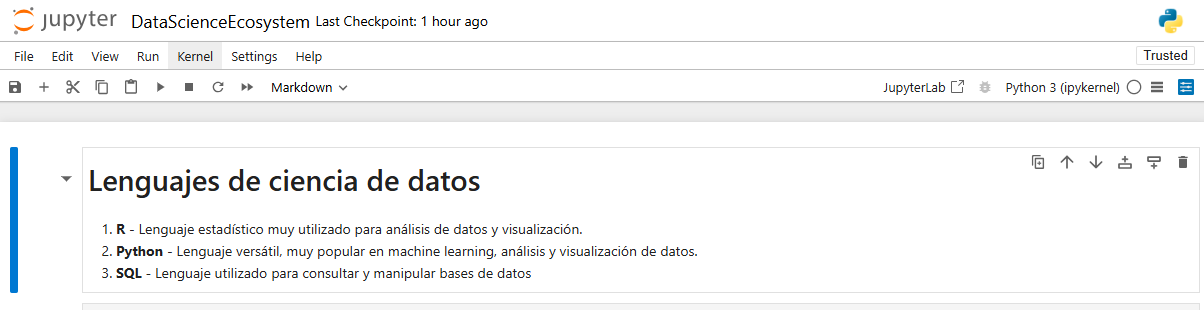 jupyter DataScienceEcosystem Last Checkpoint: 1 hour ago
File Edit View Run Kernel Settings Help Trusted
Markdown JupyterLab Python 3 (ipykernel)
Lenguajes de ciencia de datos
1. R - Lenguaje estadístico muy utilizado para análisis de datos y visualización.
2. Python - Lenguaje versátil, muy popular en machine learning, análisis y visualización de datos.
3. SQL - Lenguaje utilizado para consultar y manipular bases de datos